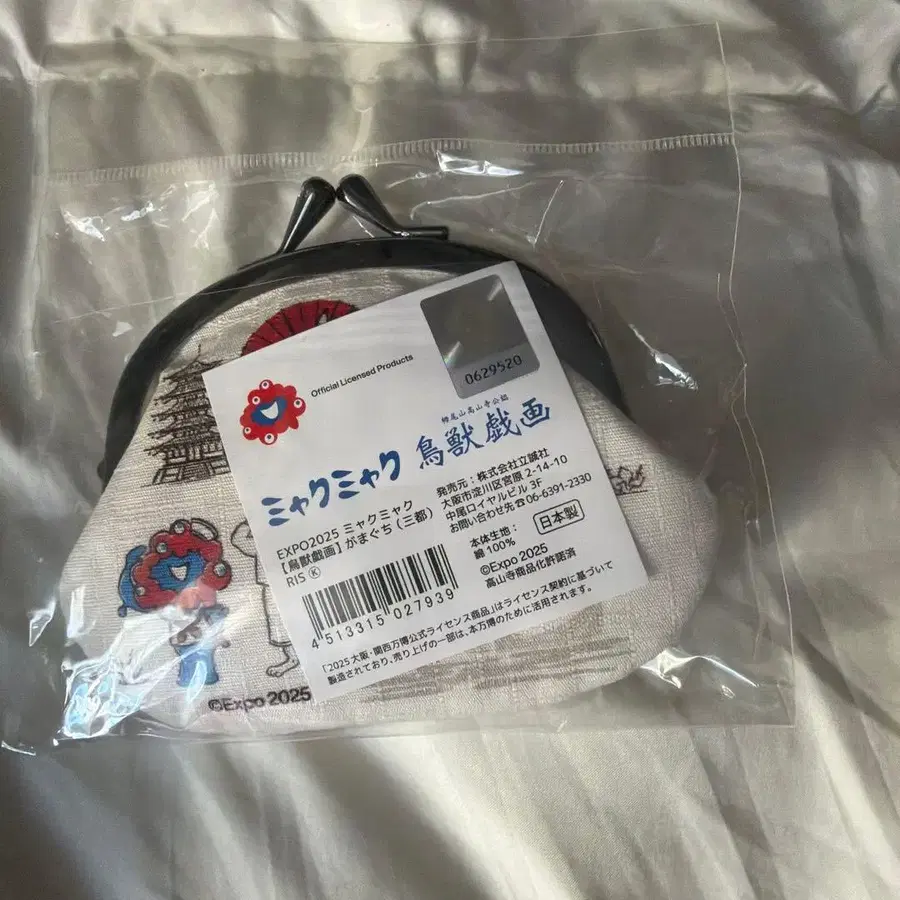 Official Licensed Products
0629520
栂尾山高山寺公認
ミャクミャク 鳥獣戯画
EXPO2025 ミャクミャク
【鳥獣戯画】がまぐち(三都)
RIS Ⓚ
4 513315 027939
発売元:株式会社立誠社
大阪市淀川区宮原 2-14-10
中尾ロイヤルビル 3F
お問い合わせ先☎06-6391-2330
本体生地:
綿100%
日本製
©Expo 2025
高山寺商品化許諾済
「2025大阪・関西万博公式ライセンス商品」はライセンス契約に基づいて
製造されており、売り上げの一部は、本万博のために活用されます。
©Expo 2025